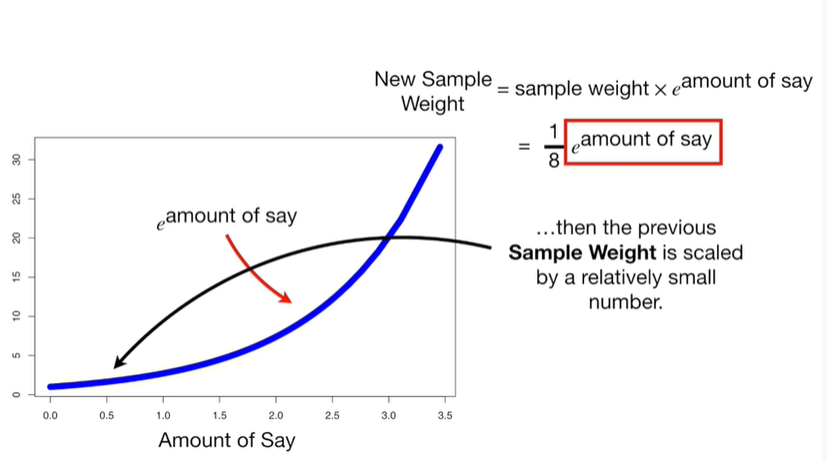 New Sample
Weight
= sample weight × e^amount of say
= 1/8 e^amount of say
e^amount of say
…then the previous
Sample Weight is scaled
by a relatively small
number.
30
25
20
15
10
5
0
0.0 0.5 1.0 1.5 2.0 2.5 3.0 3.5
Amount of Say